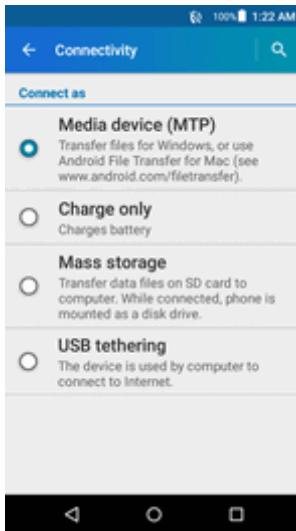 100% 1:22 AM
Connectivity
Connect as
Media device (MTP)
Transfer files for Windows, or use
Android File Transfer for Mac (see
www.android.com/filetransfer).
Charge only
Charges battery
Mass storage
Transfer data files on SD card to
computer. While connected, phone is
mounted as a disk drive.
USB tethering
The device is used by computer to
connect to Internet.